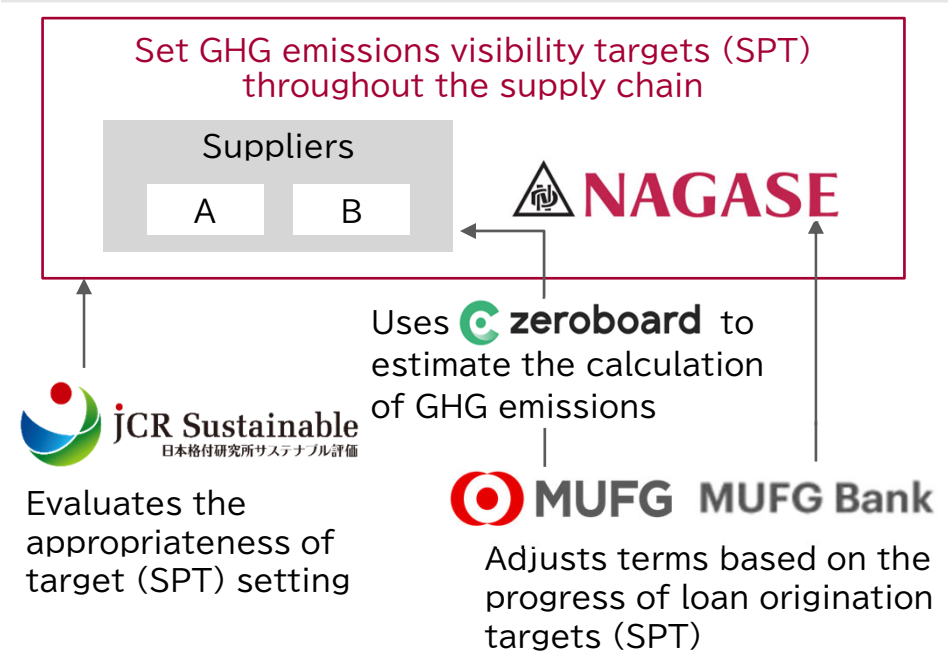 Set GHG emissions visibility targets (SPT)
throughout the supply chain
Suppliers
A
B
NAGASE
Uses zeroboard to
estimate the calculation
of GHG emissions
jCR Sustainable
日本格付研究所サステナブル評価
Evaluates the
appropriateness of
target (SPT) setting
MUFG MUFG Bank
Adjusts terms based on the
progress of loan origination
targets (SPT)